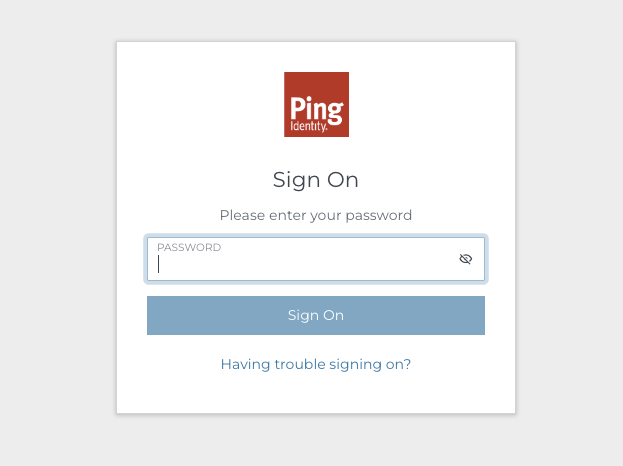 Ping
Identity.
Sign On
Please enter your password
PASSWORD
Sign On
Having trouble signing on?